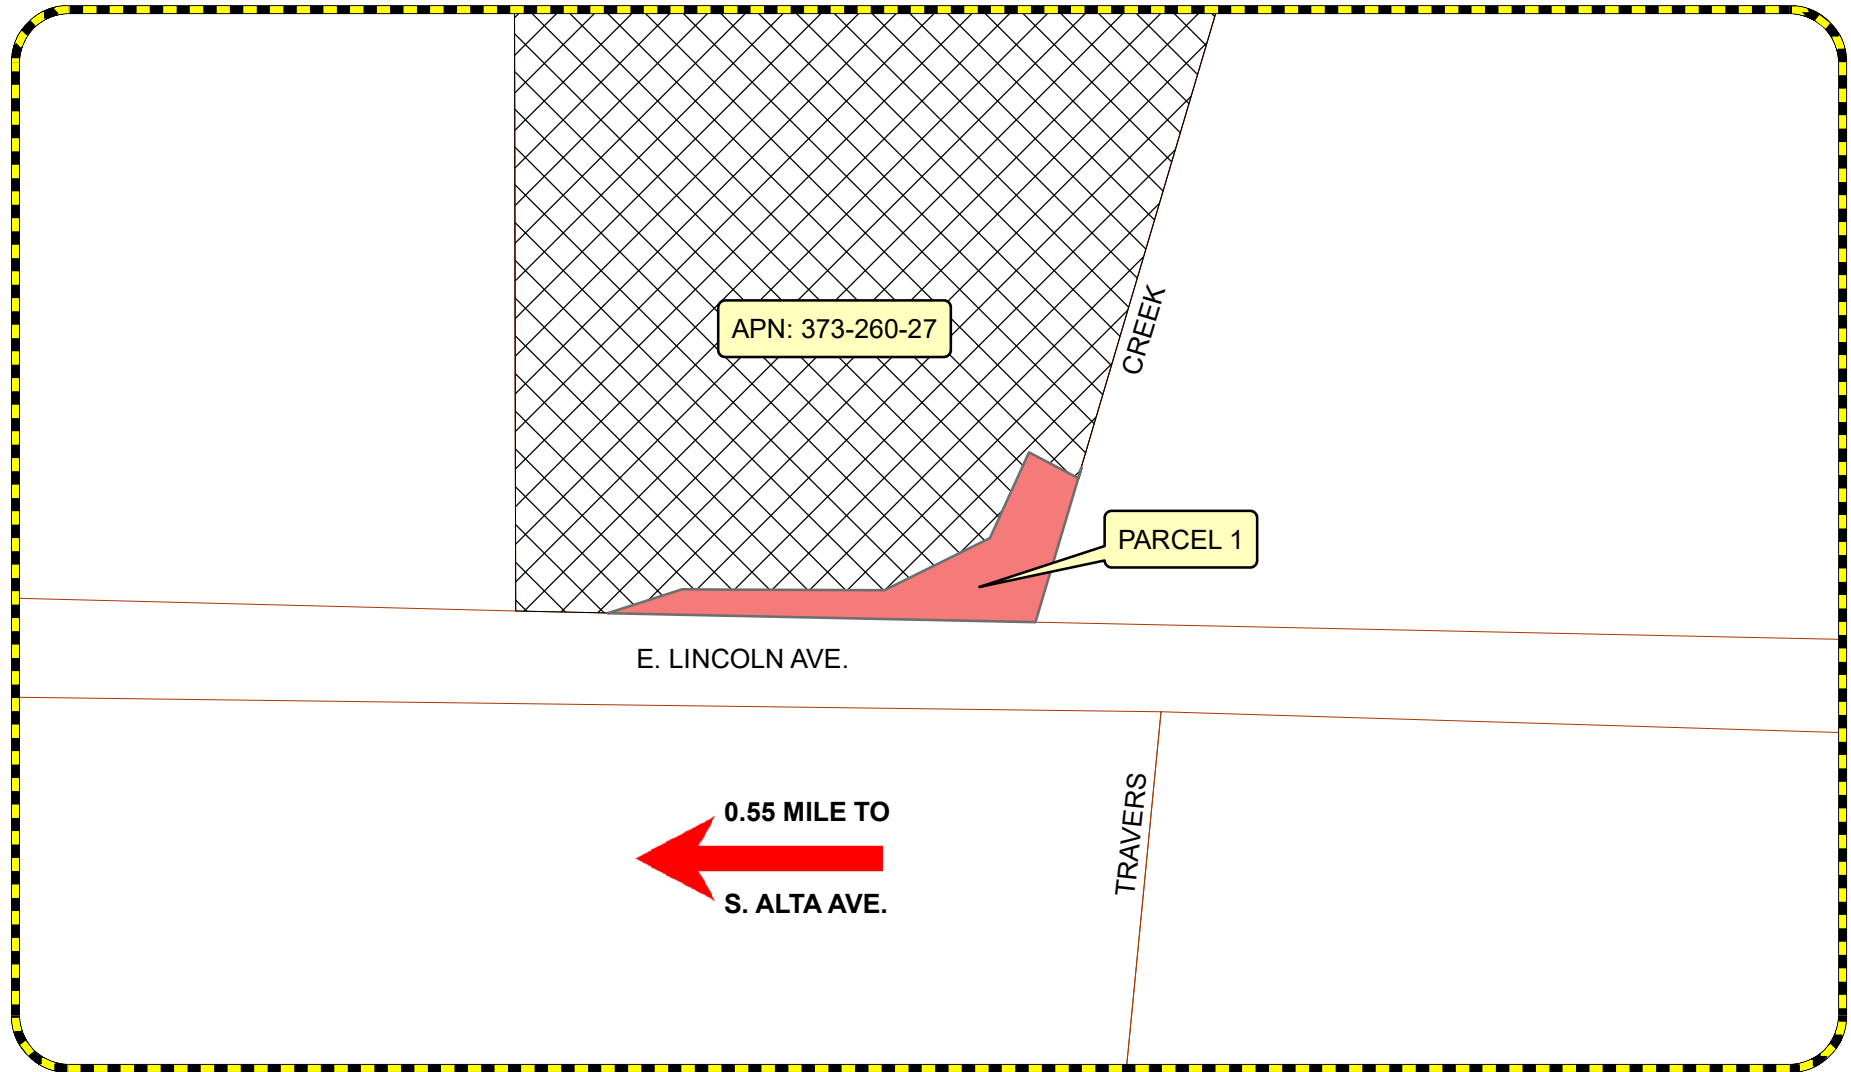 APN: 373-260-27
CREEK
PARCEL 1
E. LINCOLN AVE.
TRAVERS
0.55 MILE TO
S. ALTA AVE.